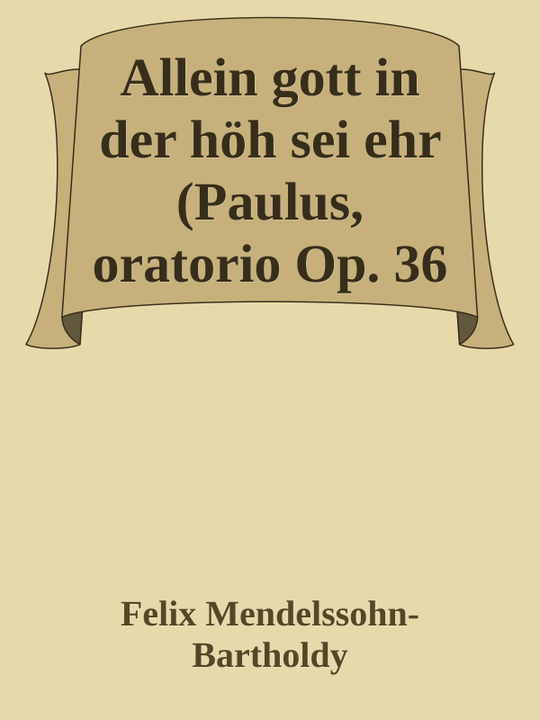 Allein gott in
der höh sei ehr
(Paulus,
oratorio Op. 36
Felix Mendelssohn-
Bartholdy